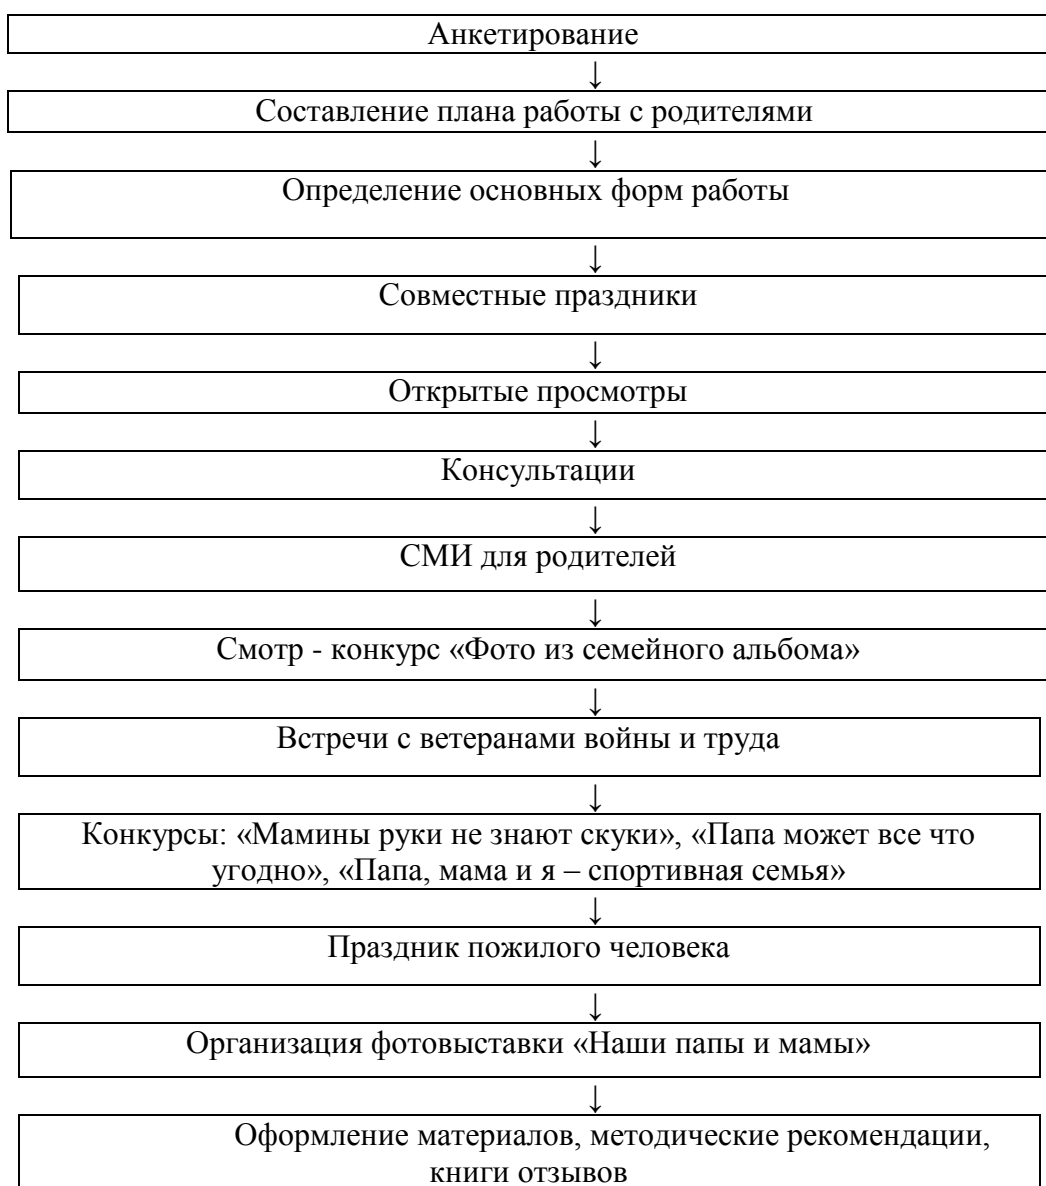 Анкетирование
↓
Составление плана работы с родителями
↓
Определение основных форм работы
↓
Совместные праздники
↓
Открытые просмотры
↓
Консультации
↓
СМИ для родителей
↓
Смотр - конкурс «Фото из семейного альбома»
↓
Встречи с ветеранами войны и труда
↓
Конкурсы: «Мамины руки не знают скуки», «Папа может все что
угодно», «Папа, мама и я – спортивная семья»
↓
Праздник пожилого человека
↓
Организация фотовыставки «Наши папы и мамы»
↓
Оформление материалов, методические рекомендации,
книги отзывов